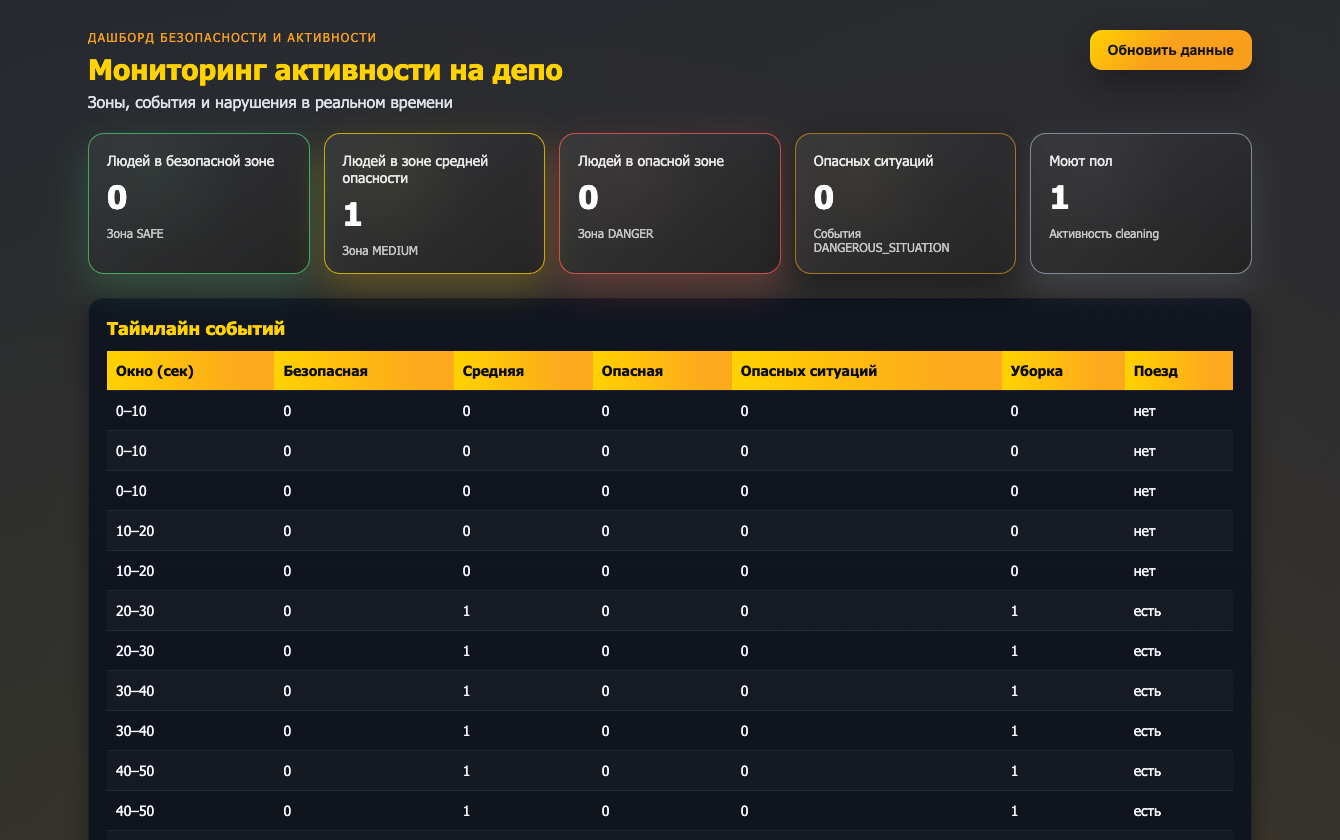 ДАШБОРД БЕЗОПАСНОСТИ И АКТИВНОСТИ
Мониторинг активности на депо
Зоны, события и нарушения в реальном времени
Обновить данные
Людей в безопасной зоне
0
Зона SAFE
Людей в зоне средней
опасности
1
Зона MEDIUM
Людей в опасной зоне
0
Зона DANGER
Опасных ситуаций
0
События
DANGEROUS_SITUATION
Моют пол
1
Активность cleaning
Таймлайн событий
Окно (сек) Безопасная Средняя Опасная Опасных ситуаций Уборка Поезд
0–10 0 0 0 0 0 нет
0–10 0 0 0 0 0 нет
0–10 0 0 0 0 0 нет
10–20 0 0 0 0 0 нет
10–20 0 0 0 0 0 нет
20–30 0 1 0 0 1 есть
20–30 0 1 0 0 1 есть
30–40 0 1 0 0 1 есть
30–40 0 1 0 0 1 есть
40–50 0 1 0 0 1 есть
40–50 0 1 0 0 1 есть